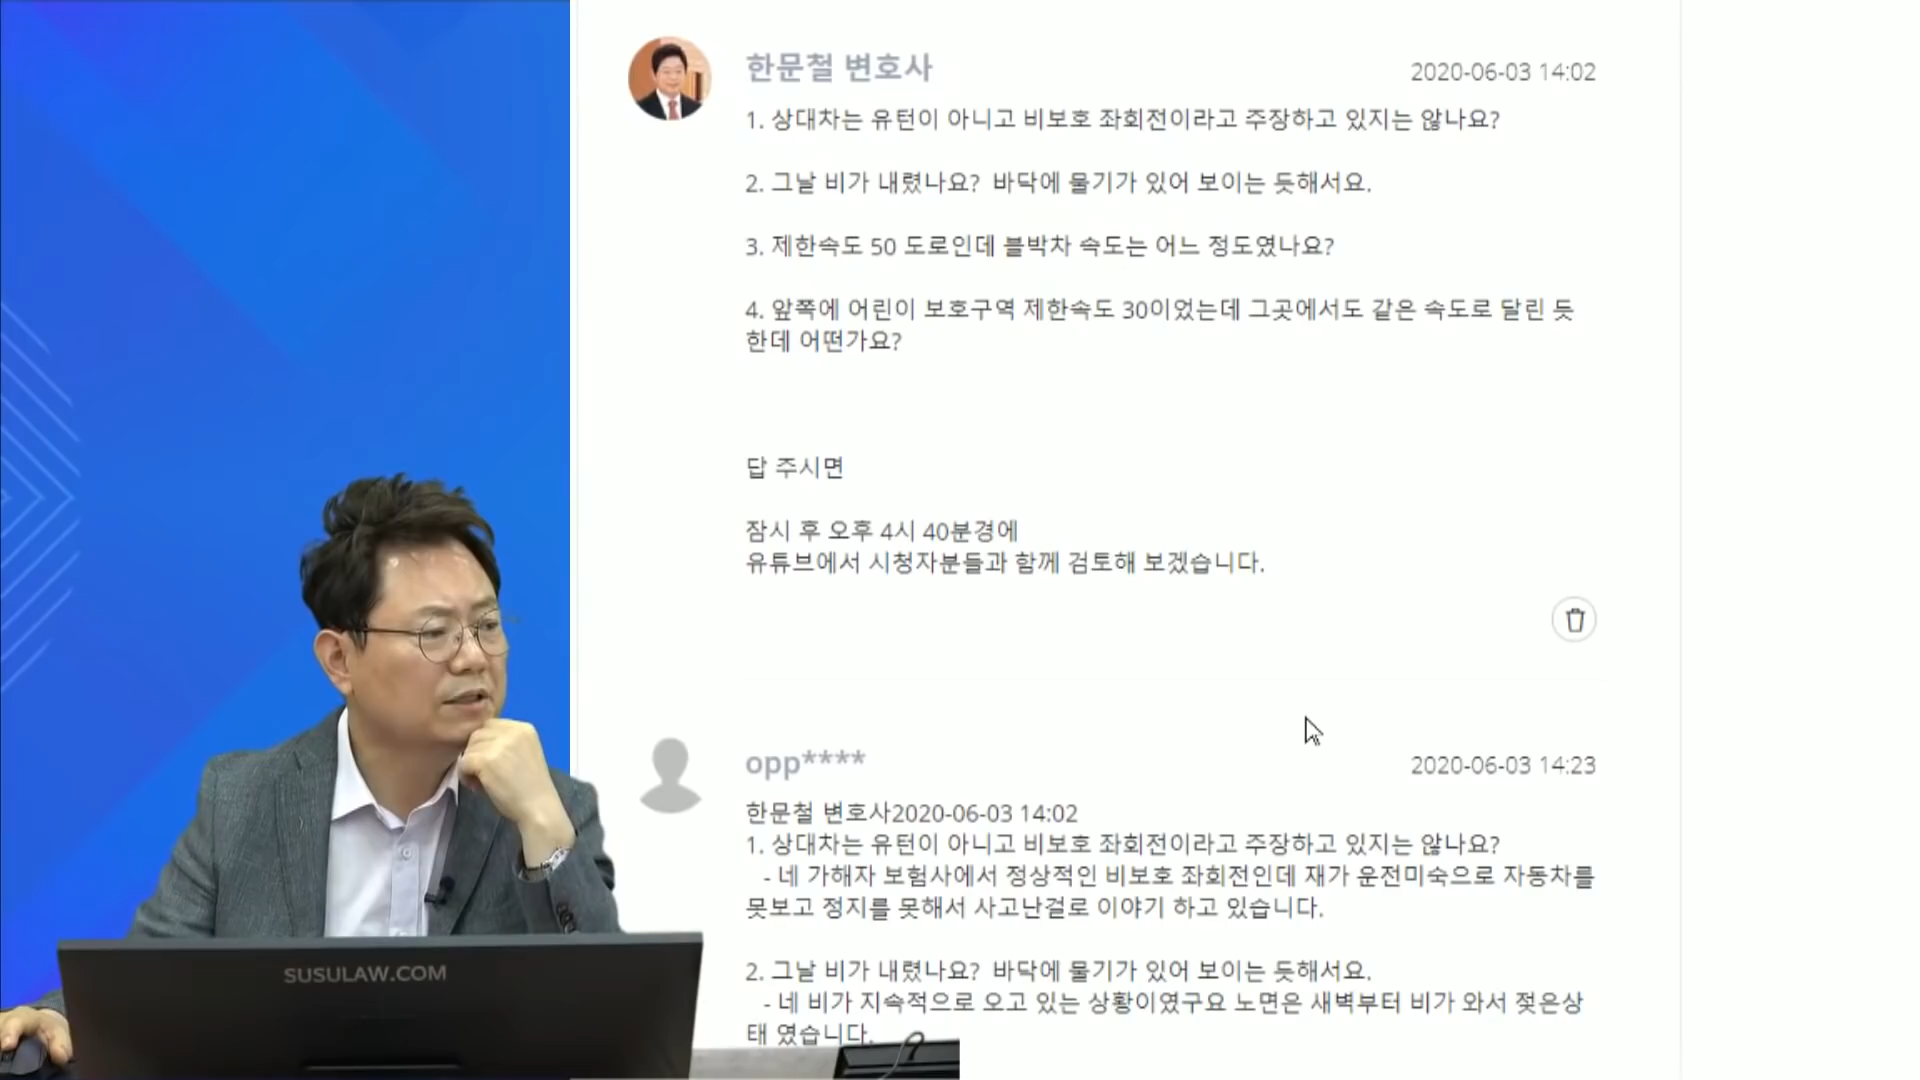 한문철 변호사
2020-06-03 14:02
1. 상대차는 유턴이 아니고 비보호 좌회전이라고 주장하고 있지는 않나요?
2. 그날 비가 내렸나요? 바닥에 물기가 있어 보이는 듯해서요.
3. 제한속도 50 도로인데 블박차 속도는 어느 정도였나요?
4. 앞쪽에 어린이 보호구역 제한속도 30이었는데 그곳에서도 같은 속도로 달린 듯
한데 어떤가요?
답 주시면
잠시 후 오후 4시 40분경에
유튜브에서 시청자분들과 함께 검토해 보겠습니다.
opp****
2020-06-03 14:23
한문철 변호사2020-06-03 14:02
1. 상대차는 유턴이 아니고 비보호 좌회전이라고 주장하고 있지는 않나요?
- 네 가해자 보험사에서 정상적인 비보호 좌회전인데 재가 운전미숙으로 자동차를
못보고 정지를 못해서 사고난걸로 이야기 하고 있습니다.
2. 그날 비가 내렸나요? 바닥에 물기가 있어 보이는 듯해서요.
- 네 비가 지속적으로 오고 있는 상황이였구요 노면은 새벽부터 비가 와서 젖은상
태 였습니다.
SUSULAW.COM